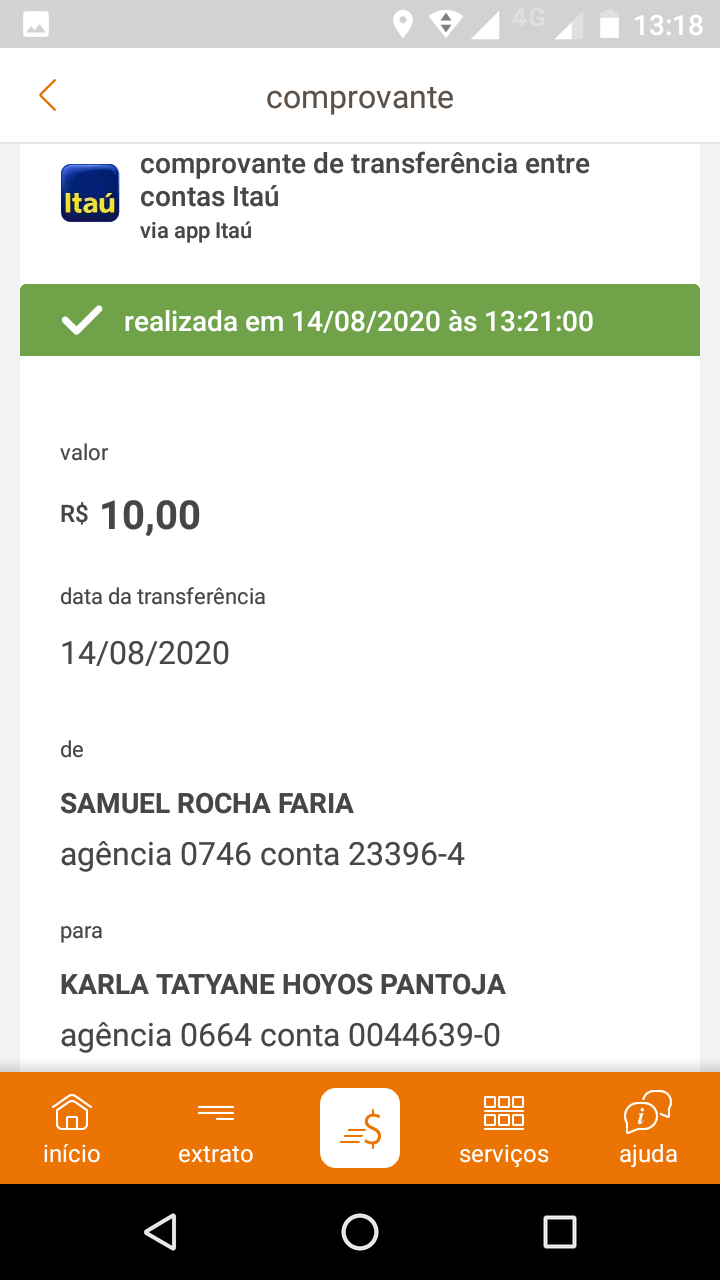 4G 13:18
comprovante
comprovante de transferência entre
contas Itaú
Itaú
via app Itaú
realizada em 14/08/2020 às 13:21:00
valor
R$ 10,00
data da transferência
14/08/2020
de
SAMUEL ROCHA FARIA
agência 0746 conta 23396-4
para
KARLA TATYANE HOYOS PANTOJA
agência 0664 conta 0044639-0
$
início extrato serviços ajuda